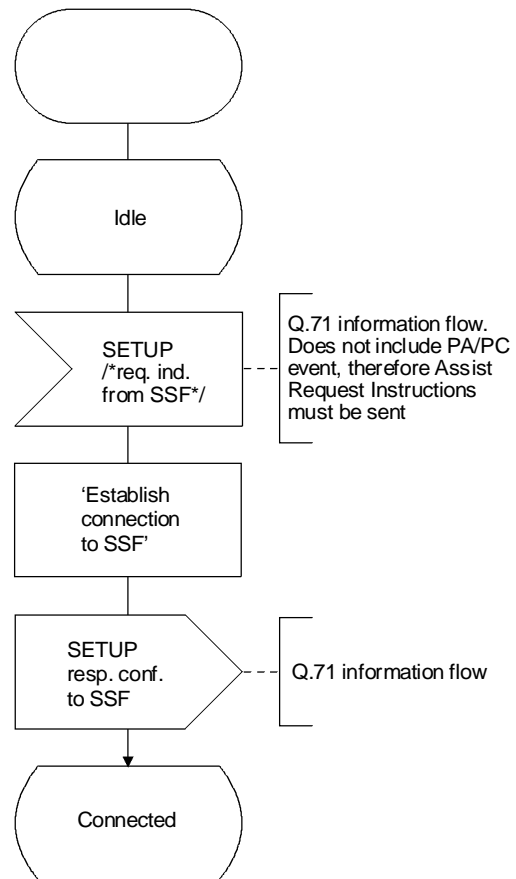 Idle
SETUP
/*req. ind.
from SSF*/
Q.71 information flow.
Does not include PA/PC
event, therefore Assist
Request Instructions
must be sent
‘Establish
connection
to SSF’
SETUP
resp. conf.
to SSF
Q.71 information flow
Connected